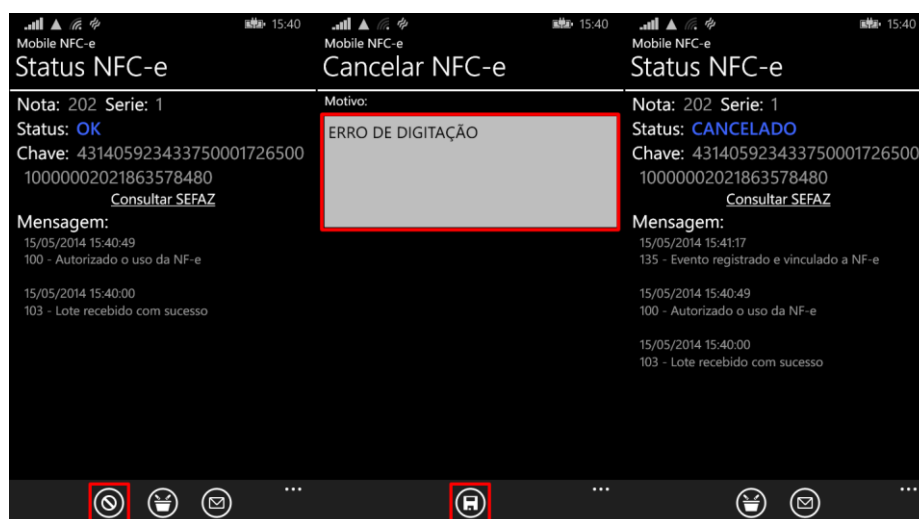 15:40
Mobile NFC-e
Status NFC-e
Nota: 202 Serie: 1
Status: OK
Chave: 431405923433750001726500
10000002021863578480
Consultar SEFAZ
Mensagem:
15/05/2014 15:40:49
100 - Autorizado o uso da NF-e
15/05/2014 15:40:00
103 - Lote recebido com sucesso
...
15:40
Mobile NFC-e
Cancelar NFC-e
Motivo:
ERRO DE DIGITAÇÃO
...
15:40
Mobile NFC-e
Status NFC-e
Nota: 202 Serie: 1
Status: CANCELADO
Chave: 431405923433750001726500
10000002021863578480
Consultar SEFAZ
Mensagem:
15/05/2014 15:41:17
135 - Evento registrado e vinculado a NF-e
15/05/2014 15:40:49
100 - Autorizado o uso da NF-e
15/05/2014 15:40:00
103 - Lote recebido com sucesso
...